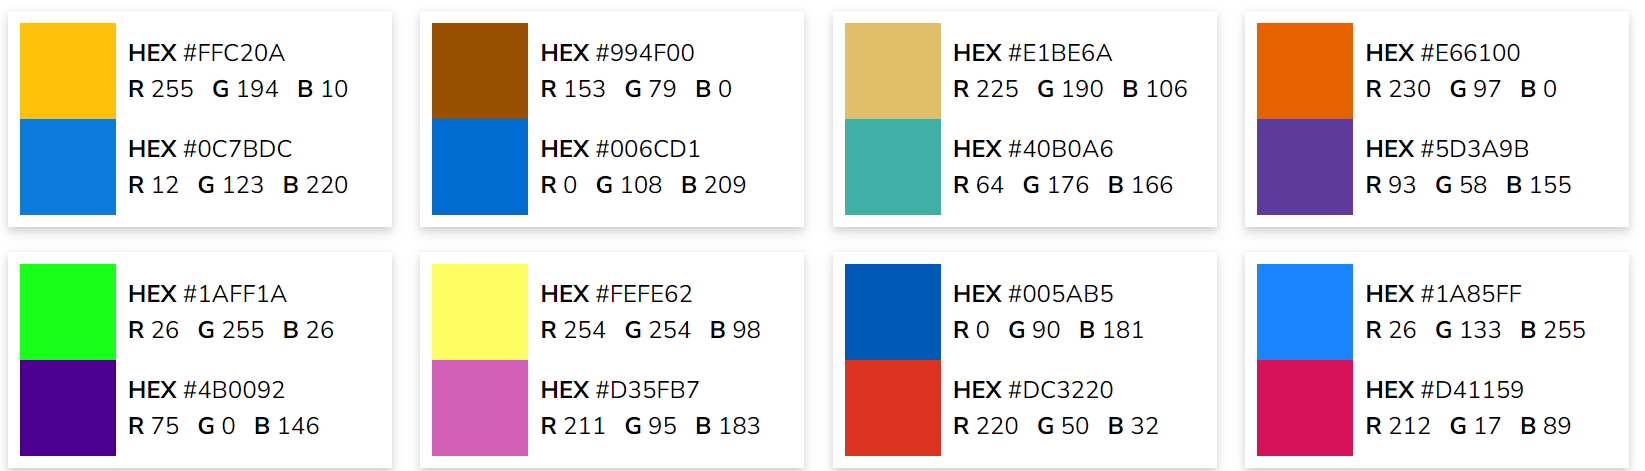 HEX #FFC20A
R 255 G 194 B 10
HEX #0C7BDC
R 12 G 123 B 220
HEX #994F00
R 153 G 79 B 0
HEX #006CD1
R 0 G 108 B 209
HEX #E1BE6A
R 225 G 190 B 106
HEX #40B0A6
R 64 G 176 B 166
HEX #E66100
R 230 G 97 B 0
HEX #5D3A9B
R 93 G 58 B 155
HEX #1AFF1A
R 26 G 255 B 26
HEX #4B0092
R 75 G 0 B 146
HEX #FEFE62
R 254 G 254 B 98
HEX #D35FB7
R 211 G 95 B 183
HEX #005AB5
R 0 G 90 B 181
HEX #DC3220
R 220 G 50 B 32
HEX #1A85FF
R 26 G 133 B 255
HEX #D41159
R 212 G 17 B 89